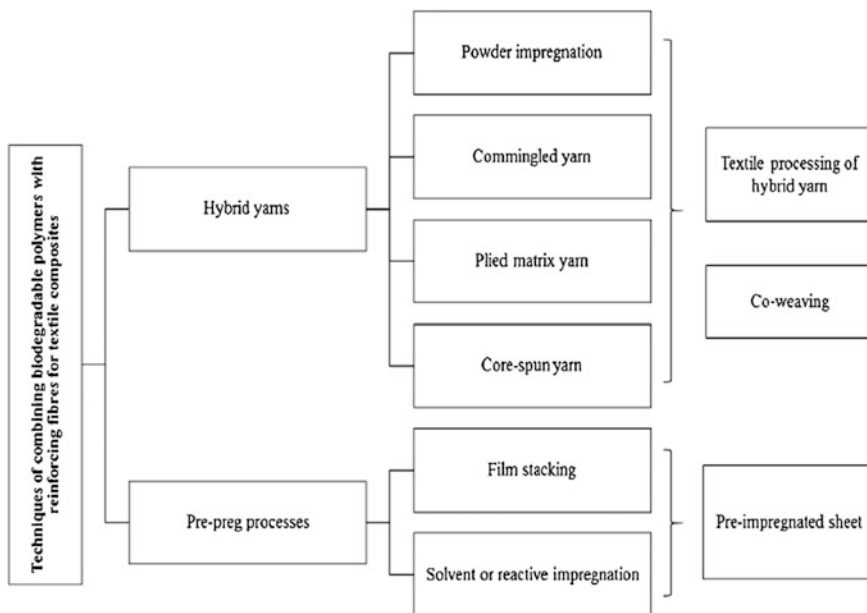 Techniques of combining biodegradable polymers with
reinforcing fibres for textile composites
Hybrid yarns
Pre-preg processes
Powder impregnation
Commingled yarn
Plied matrix yarn
Core-spun yarn
Film stacking
Solvent or reactive impregnation
Textile processing of
hybrid yarn
Co-weaving
Pre-impregnated sheet